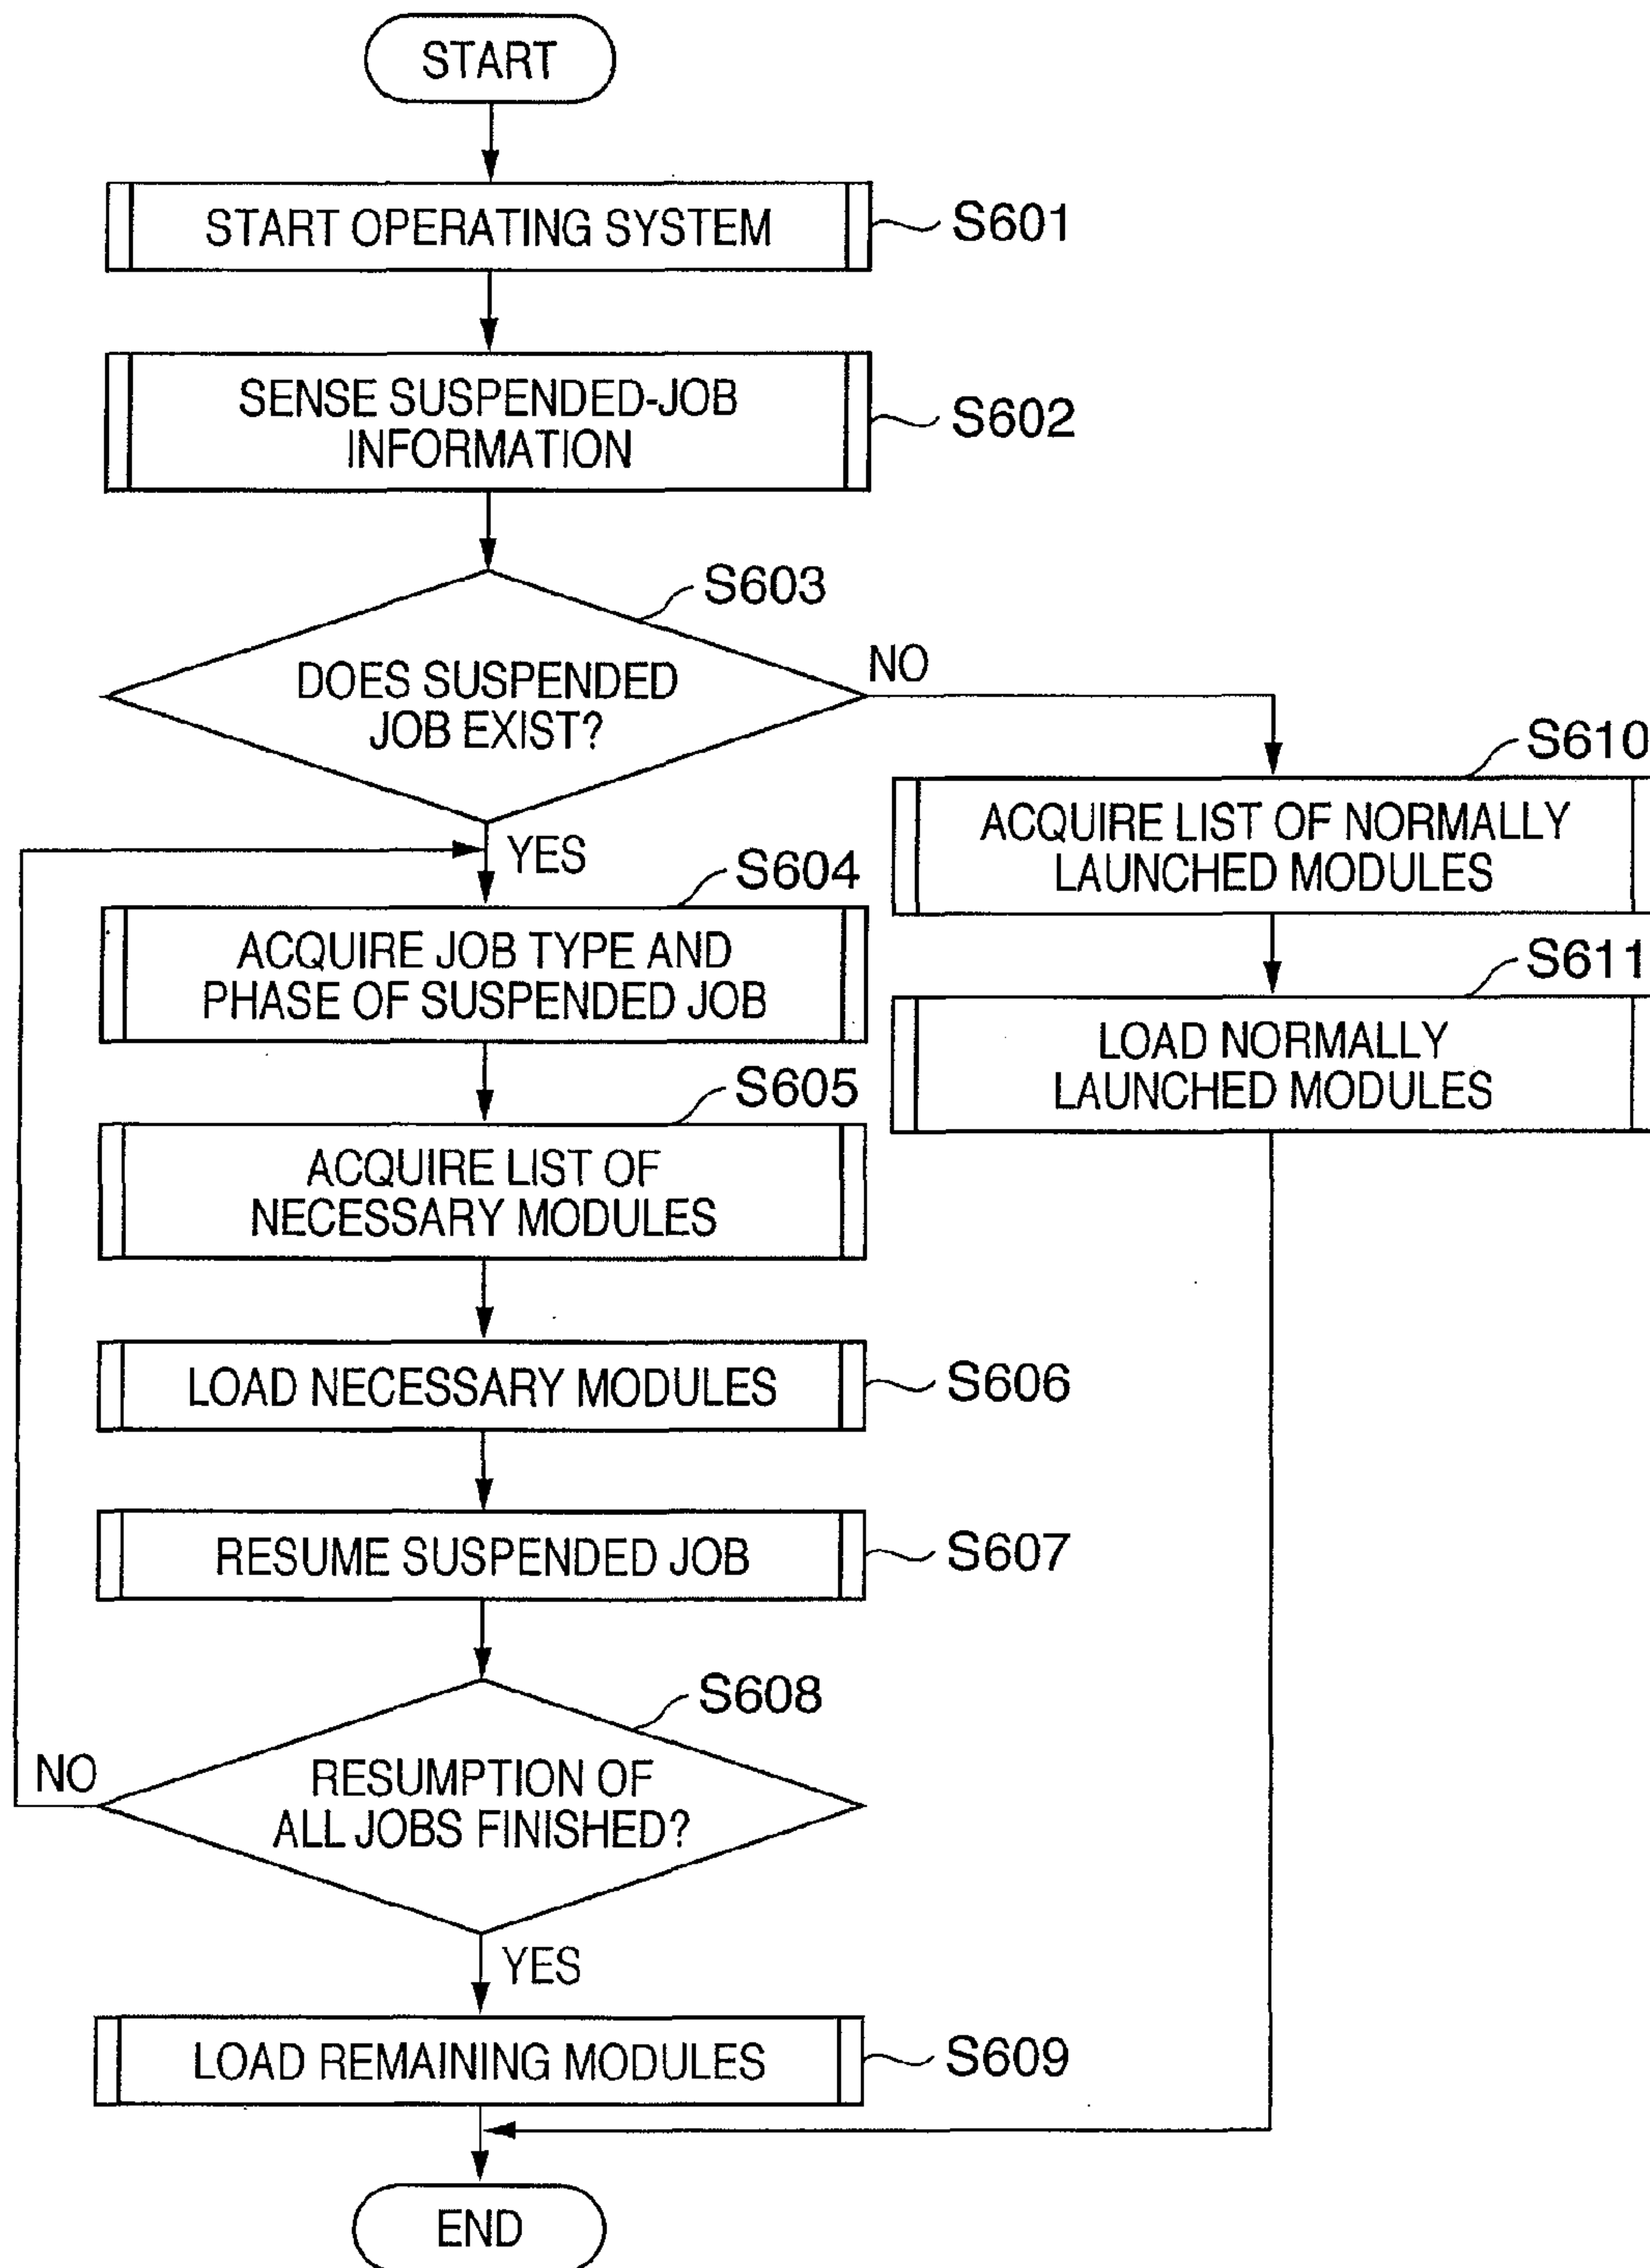 START
START OPERATING SYSTEM
S601
SENSE SUSPENDED-JOB
INFORMATION
S602
S603
DOES SUSPENDED
JOB EXIST?
NO
YES
S610
ACQUIRE LIST OF NORMALLY
LAUNCHED MODULES
S604
ACQUIRE JOB TYPE AND
PHASE OF SUSPENDED JOB
S611
LOAD NORMALLY
LAUNCHED MODULES
S605
ACQUIRE LIST OF
NECESSARY MODULES
LOAD NECESSARY MODULES
S606
RESUME SUSPENDED JOB
S607
S608
RESUMPTION OF
ALL JOBS FINISHED?
NO
YES
LOAD REMAINING MODULES
S609
END